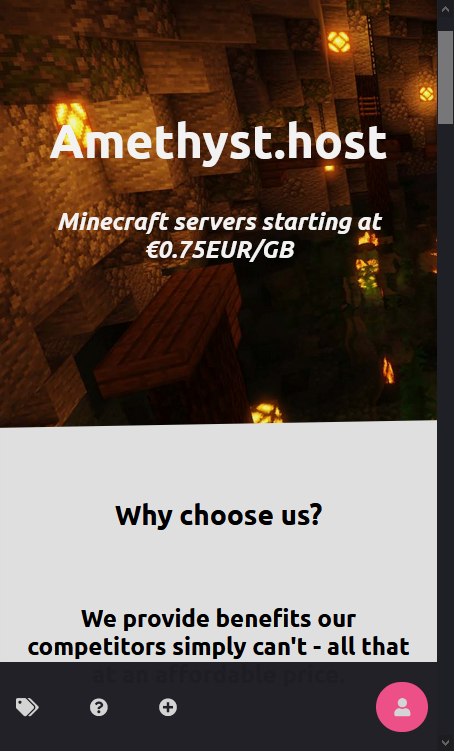 Amethyst.host
Minecraft servers starting at
€0.75EUR/GB
Why choose us?
We provide benefits our
competitors simply can't - all that
at an affordable price.